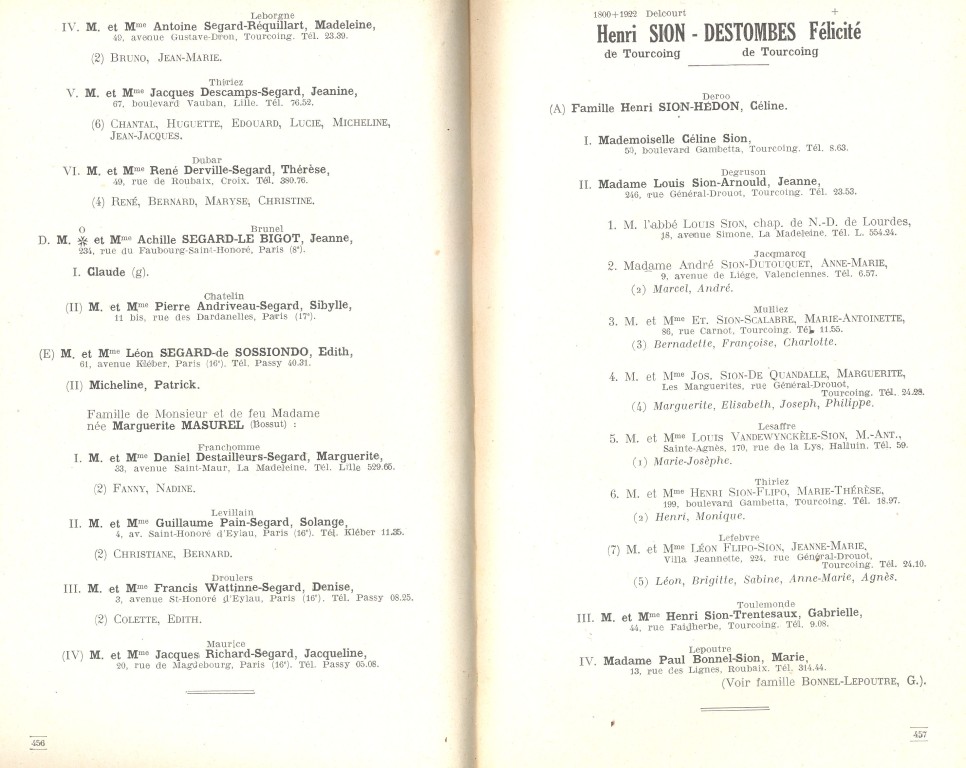 Leborgne
IV. M. et Mme Antoine Segard-Réquillart, Madeleine,
49, avenue Gustave-Dron, Tourcoing. Tél. 23.39.
(2) BRUNO, JEAN-MARIE.
Thiriez
V. M. et Mme Jacques Descamps-Segard, Jeanine,
67, boulevard Vauban, Lille. Tél. 76.52.
(6) CHANTAL, HUGUETTE, EDOUARD, LUCIE, MICHELINE,
JEAN-JACQUES.
Dubar
VI. M. et Mme René Derville-Segard, Thérèse,
49, rue de Roubaix, Croix. Tél. 380.76.
(4) RENÉ, BERNARD, MARYSE, CHRISTINE.
O Brunel
D. M. ✻ et Mme Achille SEGARD-LE BIGOT, Jeanne,
234, rue du Faubourg-Saint-Honoré, Paris (8e).
I. Claude (g).
Chatelin
(II) M. et Mme Pierre Andriveau-Segard, Sibylle,
11 bis, rue des Dardanelles, Paris (17e).
(E) M. et Mme Léon SEGARD-de SOSSIONDO, Edith,
61, avenue Kléber, Paris (16e). Tél. Passy 40.31.
(II) Micheline, Patrick.
Famille de Monsieur et de feu Madame
née Marguerite MASUREL (Bossut) :
Franchomme
I. M. et Mme Daniel Destailleurs-Segard, Marguerite,
33, avenue Saint-Maur, La Madeleine. Tél. Lille 529.66.
(2) FANNY, NADINE.
Levillain
II. M. et Mme Guillaume Pain-Segard, Solange,
4, av. Saint-Honoré d'Eylau, Paris (16e). Tél. Kléber 11.35.
(2) CHRISTIANE, BERNARD.
Droulers
III. M. et Mme Francis Wattinne-Segard, Denise,
3, avenue St-Honoré d'Eylau, Paris (16e). Tél. Passy 08.25.
(2) COLETTE, EDITH.
Maurice
(IV) M. et Mme Jacques Richard-Segard, Jacqueline,
20, rue de Magdebourg, Paris (16e). Tél. Passy 05.08.
456
1800+1922 Delcourt +
Henri SION - DESTOMBES Félicité
de Tourcoing de Tourcoing
Deroo
(A) Famille Henri SION-HÉDON, Céline.
I. Mademoiselle Céline Sion,
50, boulevard Gambetta, Tourcoing. Tél. 8.63.
Degruson
II. Madame Louis Sion-Arnould, Jeanne,
246, rue Général-Drouot, Tourcoing. Tél. 23.53.
1. M. l'abbé LOUIS SION, chap. de N.-D. de Lourdes,
18, avenue Simone, La Madeleine. Tél. L. 554.24.
Jacqmarcq
2. Madame André SION-DUTOUQUET, ANNE-MARIE,
9, avenue de Liége, Valenciennes. Tél. 6.57.
(2) Marcel, André.
Mulliez
3. M. et Mme ET. SION-SCALABRE, MARIE-ANTOINETTE,
86, rue Carnot, Tourcoing. Tél. 11.55.
(3) Bernadette, Françoise, Charlotte.
4. M. et Mme JOS. SION-DE QUANDALLE, MARGUERITE,
Les Marguerites, rue Général-Drouot,
Tourcoing. Tél. 24.28.
(4) Marguerite, Elisabeth, Joseph, Philippe.
Lesaffre
5. M. et Mme LOUIS VANDEWYNCKÈLE-SION, M.-ANT.,
Sainte-Agnès, 170, rue de la Lys, Halluin. Tél. 59.
(1) Marie-Josèphe.
Thiriez
6. M. et Mme HENRI SION-FLIPO, MARIE-THÉRÈSE,
199, boulevard Gambetta, Tourcoing. Tél. 18.97.
(2) Henri, Monique.
Lefebvre
(7) M. et Mme LÉON FLIPO-SION, JEANNE-MARIE,
Villa Jeannette, 224, rue Général-Drouot,
Tourcoing. Tél. 24.10.
(5) Léon, Brigitte, Sabine, Anne-Marie, Agnès.
Toulemonde
III. M. et Mme Henri Sion-Trentesaux, Gabrielle,
44, rue Faidherbe, Tourcoing. Tél. 9.08.
Lepoutre
IV. Madame Paul Bonnel-Sion, Marie,
13, rue des Lignes, Roubaix. Tél. 314.44.
(Voir famille BONNEL-LEPOUTRE, G.).
457